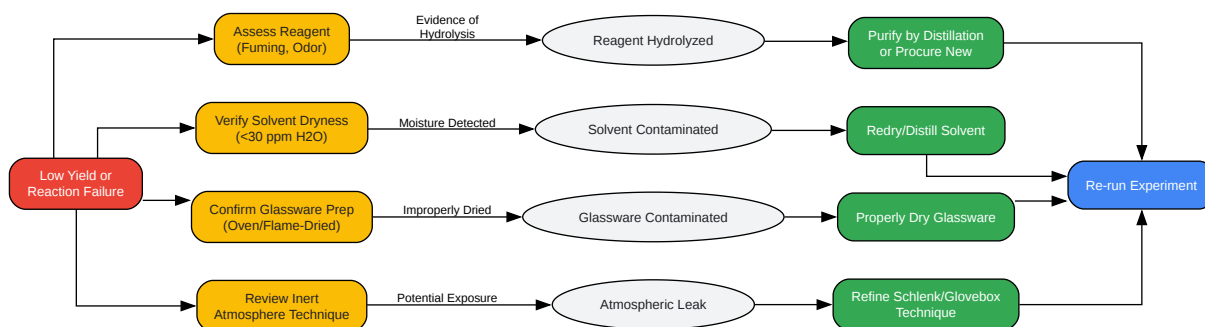 Assess Reagent
(Fuming, Odor)
Evidence of
Hydrolysis
Reagent Hydrolyzed
Purify by Distillation
or Procure New
Verify Solvent Dryness
(<30 ppm H2O)
Moisture Detected
Solvent Contaminated
Redry/Distill Solvent
Low Yield or
Reaction Failure
Re-run Experiment
Confirm Glassware Prep
(Oven/Flame-Dried)
Improperly Dried
Glassware Contaminated
Properly Dry Glassware
Review Inert
Atmosphere Technique
Potential Exposure
Atmospheric Leak
Refine Schlenk/Glovebox
Technique